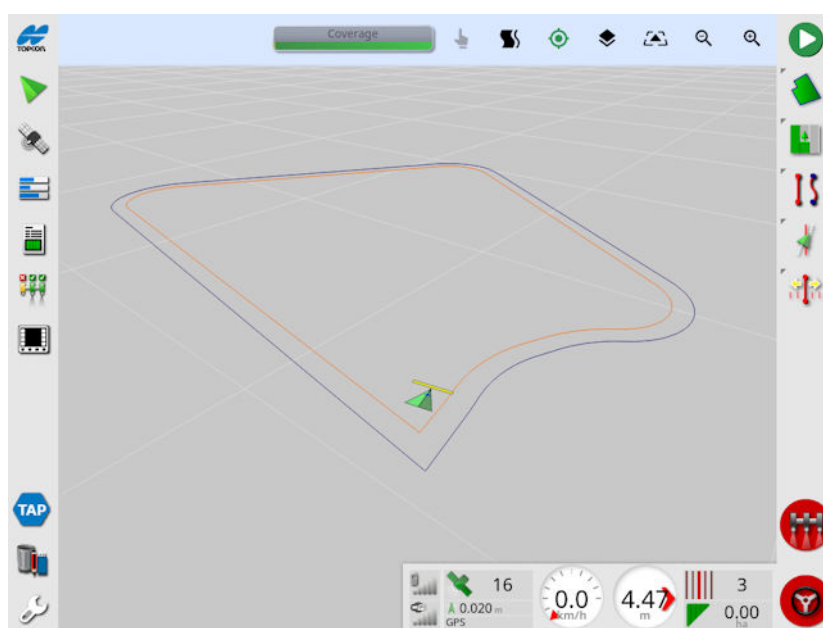 TOPCON
Coverage
TAP
16
0.020 m
GPS
0.0
km/h
4.47
m
3
0.00
ha